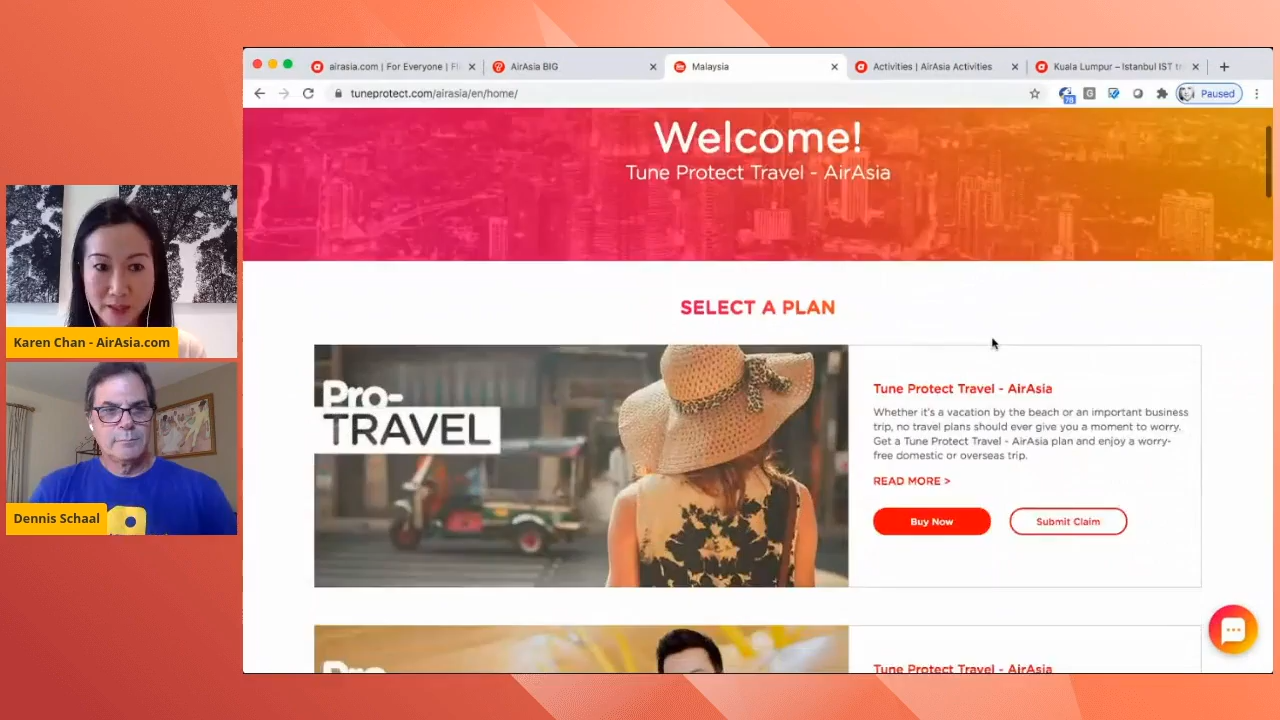 airasia.com | For Everyone | Fl
AirAsia BIG
Malaysia
Activities | AirAsia Activities
Kuala Lumpur – Istanbul IST tr
tuneprotect.com/airasia/en/home/
78
G
Paused
Welcome!
Tune Protect Travel - AirAsia
SELECT A PLAN
Pro-
TRAVEL
Tune Protect Travel - AirAsia
Whether it's a vacation by the beach or an important business
trip, no travel plans should ever give you a moment to worry.
Get a Tune Protect Travel - AirAsia plan and enjoy a worry-
free domestic or overseas trip.
READ MORE >
Buy Now
Submit Claim
Pro-
Tune Protect Travel - AirAsia
Karen Chan - AirAsia.com
Dennis Schaal